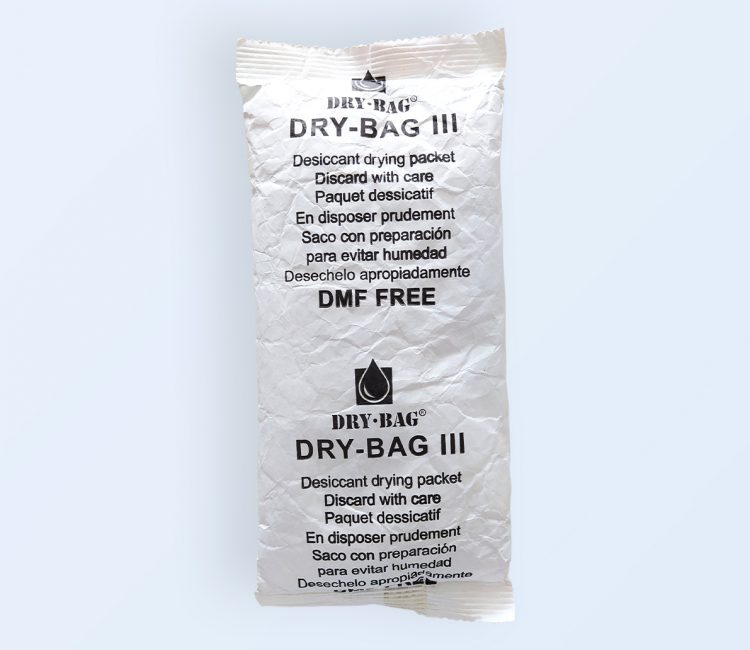 DRY·BAG®
DRY-BAG III
Desiccant drying packet
Discard with care
Paquet dessicatif
En disposer prudement
Saco con preparación
para evitar humedad
Desechelo apropiadamente
DMF FREE
DRY·BAG®
DRY-BAG III
Desiccant drying packet
Discard with care
Paquet dessicatif
En disposer prudement
Saco con preparación
para evitar humedad
Desechelo apropiadamente